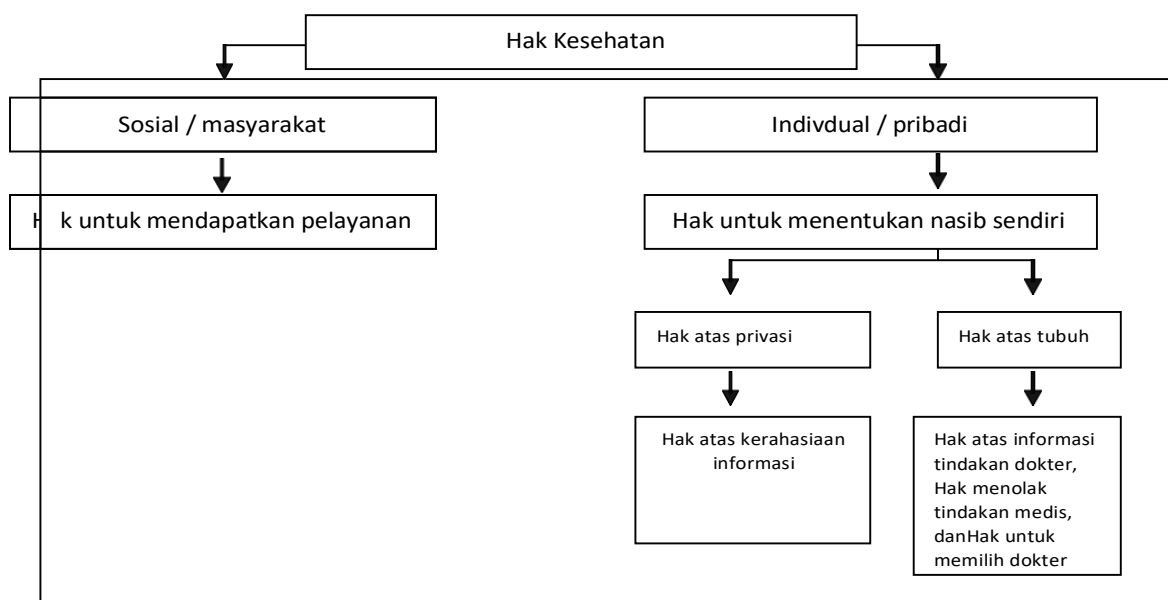 Hak Kesehatan
Sosial / masyarakat
Indivdual / pribadi
H k untuk mendapatkan pelayanan
Hak untuk menentukan nasib sendiri
Hak atas privasi
Hak atas tubuh
Hak atas kerahasiaan
informasi
Hak atas informasi
tindakan dokter,
Hak menolak
tindakan medis,
danHak untuk
memilih dokter